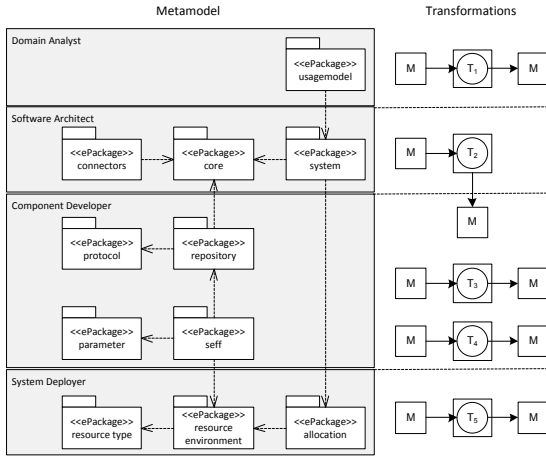 Metamodel
Transformations
Domain Analyst
<<ePackage>>
usagemodel
M
T1
M
Software Architect
<<ePackage>>
connectors
<<ePackage>>
core
<<ePackage>>
system
M
T2
M
Component Developer
<<ePackage>>
protocol
<<ePackage>>
repository
M
T3
M
<<ePackage>>
parameter
<<ePackage>>
seff
M
T4
M
System Deployer
<<ePackage>>
resource type
<<ePackage>>
resource
environment
<<ePackage>>
allocation
M
T5
M